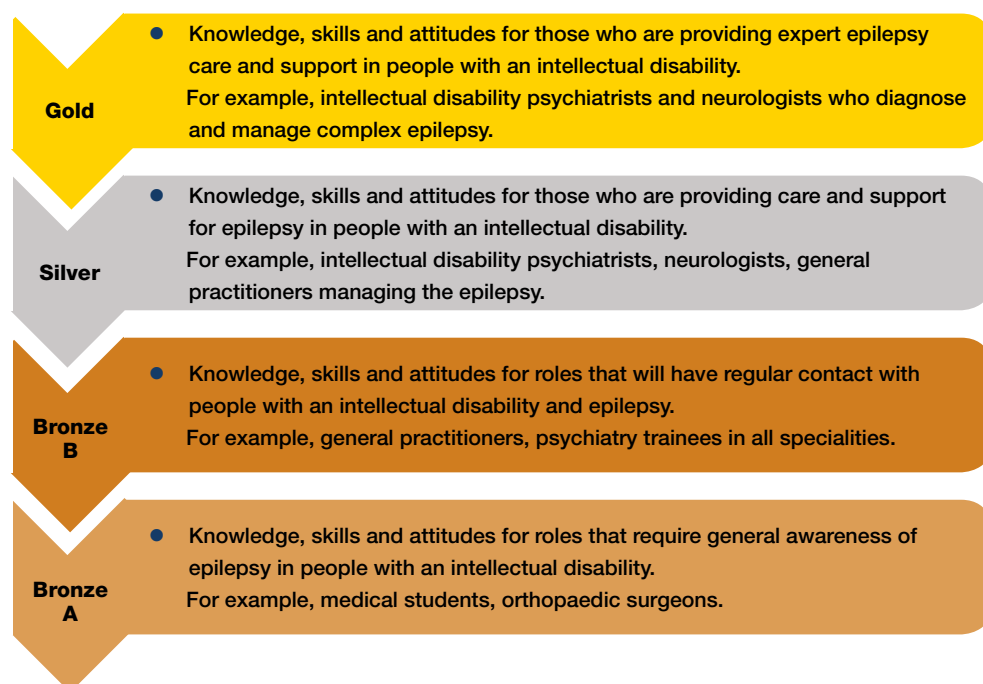 Gold
● Knowledge, skills and attitudes for those who are providing expert epilepsy
care and support in people with an intellectual disability.
For example, intellectual disability psychiatrists and neurologists who diagnose
and manage complex epilepsy.
Silver
● Knowledge, skills and attitudes for those who are providing care and support
for epilepsy in people with an intellectual disability.
For example, intellectual disability psychiatrists, neurologists, general
practitioners managing the epilepsy.
Bronze
B
● Knowledge, skills and attitudes for roles that will have regular contact with
people with an intellectual disability and epilepsy.
For example, general practitioners, psychiatry trainees in all specialities.
Bronze
A
● Knowledge, skills and attitudes for roles that require general awareness of
epilepsy in people with an intellectual disability.
For example, medical students, orthopaedic surgeons.